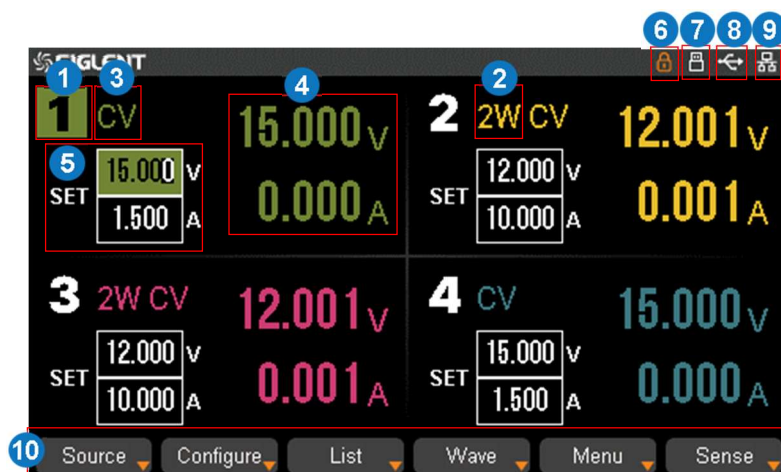 6 7 8 9
SIGLENT
1 3 4 2
1 CV 15.000 V
5 SET 15.000 V
1.500 A
0.000 A
2 2W CV 12.001 V
SET 12.000 V
10.000 A
0.001 A
3 2W CV 12.001 V
SET 12.000 V
10.000 A
0.001 A
4 CV 15.000 V
SET 15.000 V
1.500 A
0.000 A
10 Source Configure List Wave Menu Sense